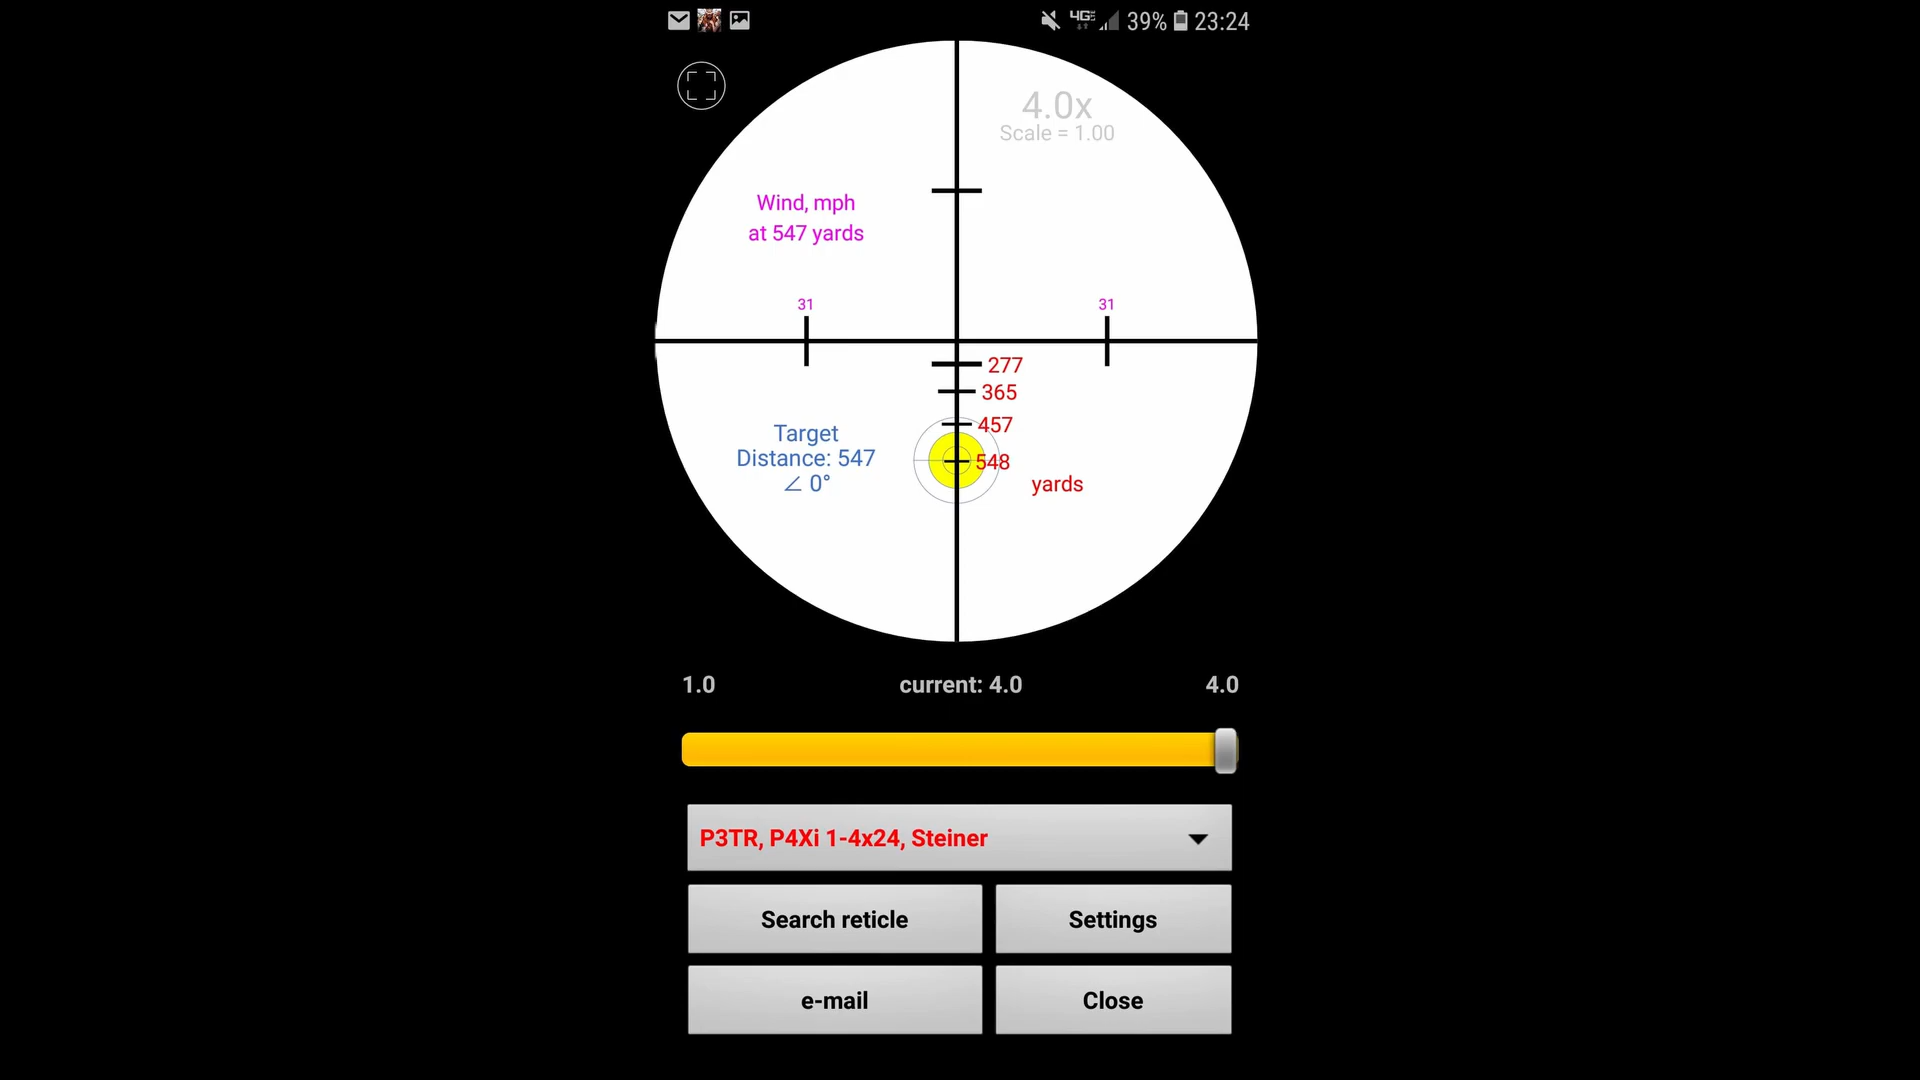 39% 23:24
4.0x
Scale = 1.00
Wind, mph
at 547 yards
31 31
277
365
457
548
yards
Target
Distance: 547
∠ 0°
1.0 current: 4.0 4.0
P3TR, P4Xi 1-4x24, Steiner
Search reticle Settings
e-mail Close